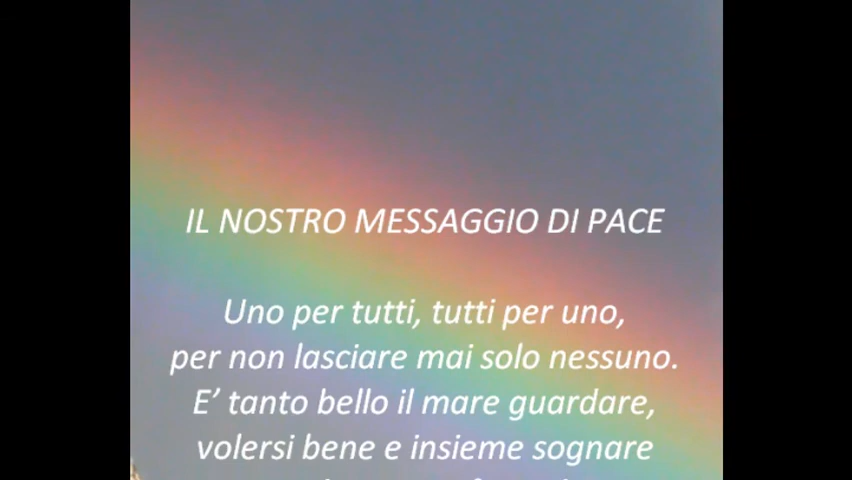 IL NOSTRO MESSAGGIO DI PACE
Uno per tutti, tutti per uno,
per non lasciare mai solo nessuno.
E’ tanto bello il mare guardare,
volersi bene e insieme sognare